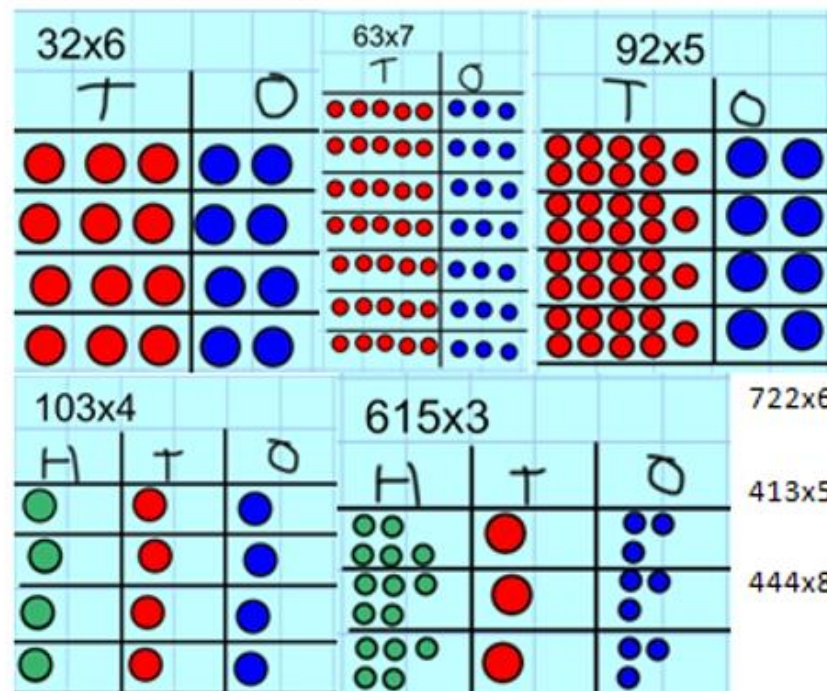 32x6
T O
63x7
T O
92x5
T O
103x4
H T O
615x3
H T O
722x6
413x5
444x8